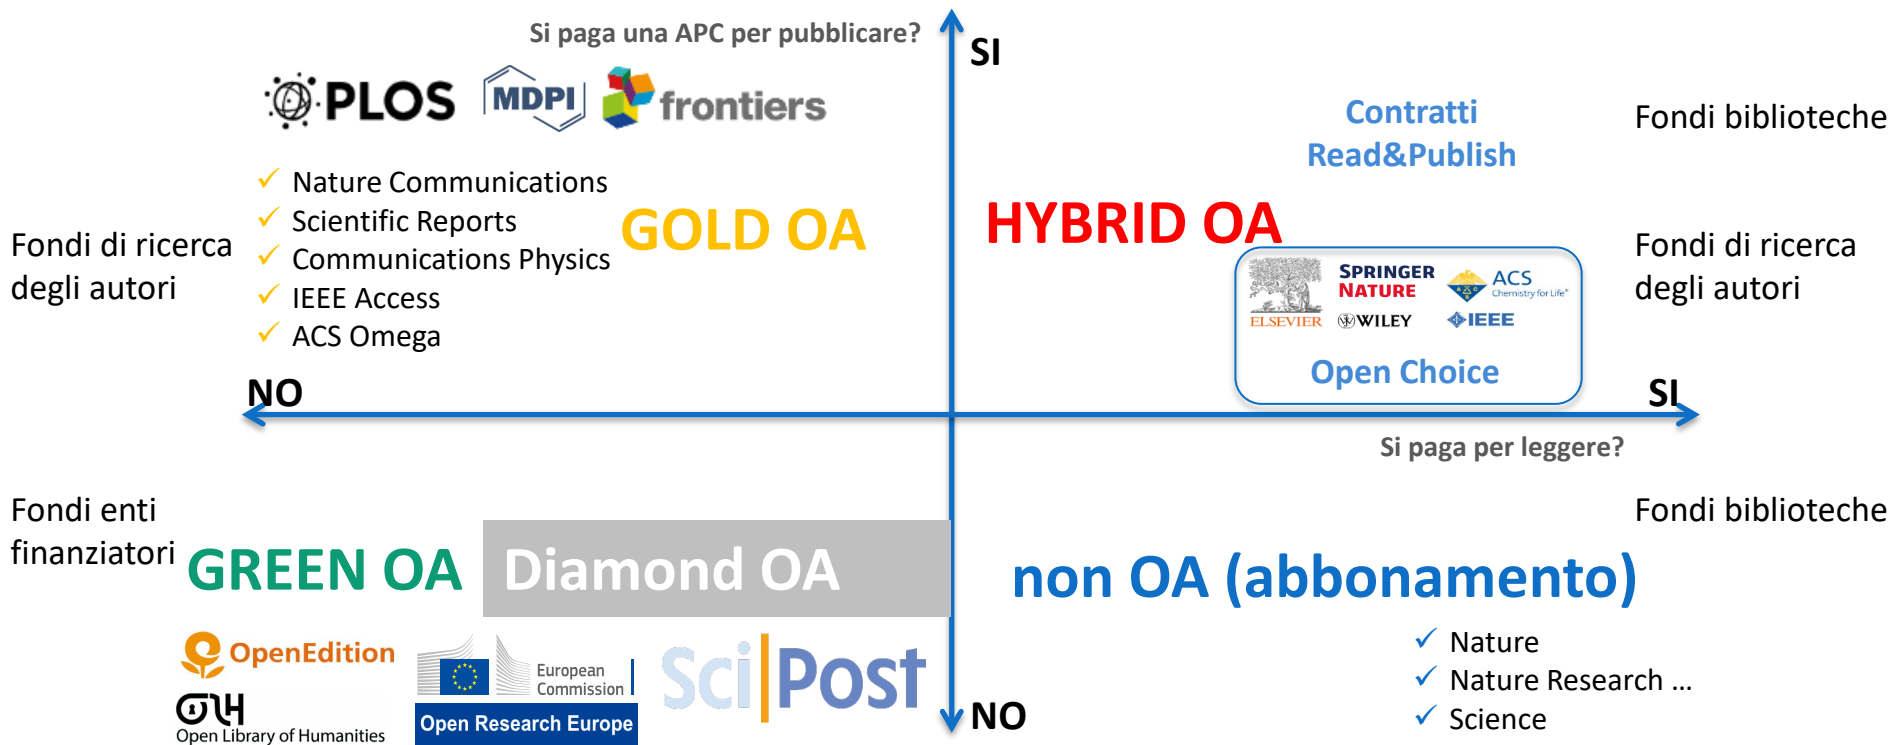 Si paga una APC per pubblicare?
SI
PLOS
MDPI
frontiers
Contratti
Read&Publish
Fondi biblioteche
Nature Communications
Scientific Reports
Communications Physics
IEEE Access
ACS Omega
GOLD OA
HYBRID OA
Fondi di ricerca
degli autori
Fondi di ricerca
degli autori
ELSEVIER
SPRINGER
NATURE
WILEY
ACS
Chemistry for Life®
IEEE
Open Choice
NO
SI
Si paga per leggere?
Fondi enti
finanziatori
Fondi biblioteche
GREEN OA
Diamond OA
non OA (abbonamento)
OpenEdition
OLH
Open Library of Humanities
European
Commission
Open Research Europe
Sci|Post
Nature
Nature Research ...
Science
NO